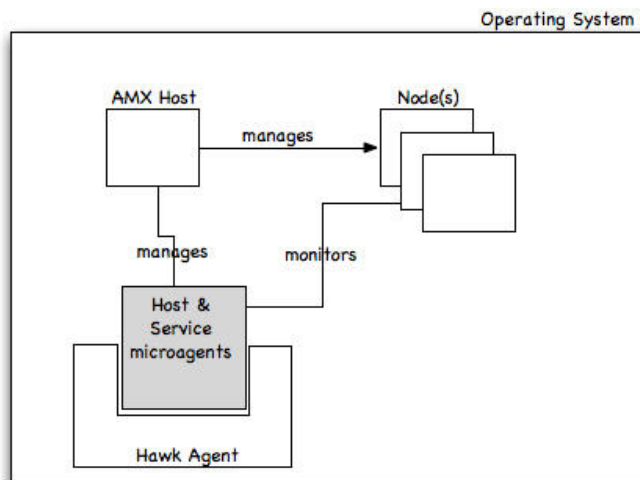 Operating System
AMX Host
Node(s)
manages
manages
monitors
Host &
Service
microagents
Hawk Agent